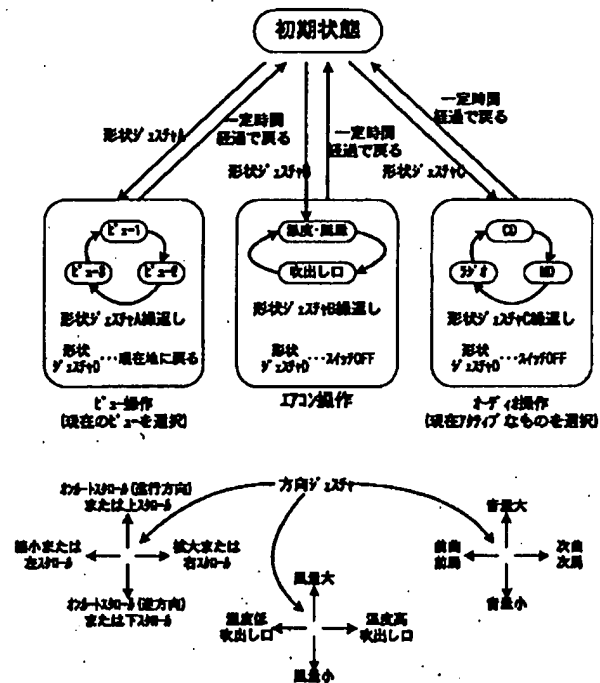 初期状態
一定時間
経過で戻る
一定時間
経過で戻る
一定時間
経過で戻る
形状ｼﾞｪｽﾁｬA
形状ｼﾞｪｽﾁｬB
形状ｼﾞｪｽﾁｬC
ﾋﾞｭｰ1
ﾋﾞｭｰ3
ﾋﾞｭｰ2
形状ｼﾞｪｽﾁｬA繰返し
形状
ｼﾞｪｽﾁｬD…現在地に戻る
ﾋﾞｭｰ操作
(現在のﾋﾞｭｰを選択)
温度・風量
吹出し口
形状ｼﾞｪｽﾁｬB繰返し
形状
ｼﾞｪｽﾁｬD…ｽｲｯﾁOFF
ｴｱｺﾝ操作
CD
ﾗｼﾞｵ
MD
形状ｼﾞｪｽﾁｬC繰返し
形状
ｼﾞｪｽﾁｬD…ｽｲｯﾁOFF
ｵｰﾃﾞｨｵ操作
(現在ｱｸﾃｨﾌﾞなものを選択)
方向ｼﾞｪｽﾁｬ
ｵﾝﾙｰﾄｽｸﾛｰﾙ(進行方向)
または上ｽｸﾛｰﾙ
縮小または
左ｽｸﾛｰﾙ
拡大または
右ｽｸﾛｰﾙ
ｵﾝﾙｰﾄｽｸﾛｰﾙ(逆方向)
または下ｽｸﾛｰﾙ
風量大
温度低
吹出し口
温度高
吹出し口
風量小
音量大
前曲
前局
次曲
次局
音量小